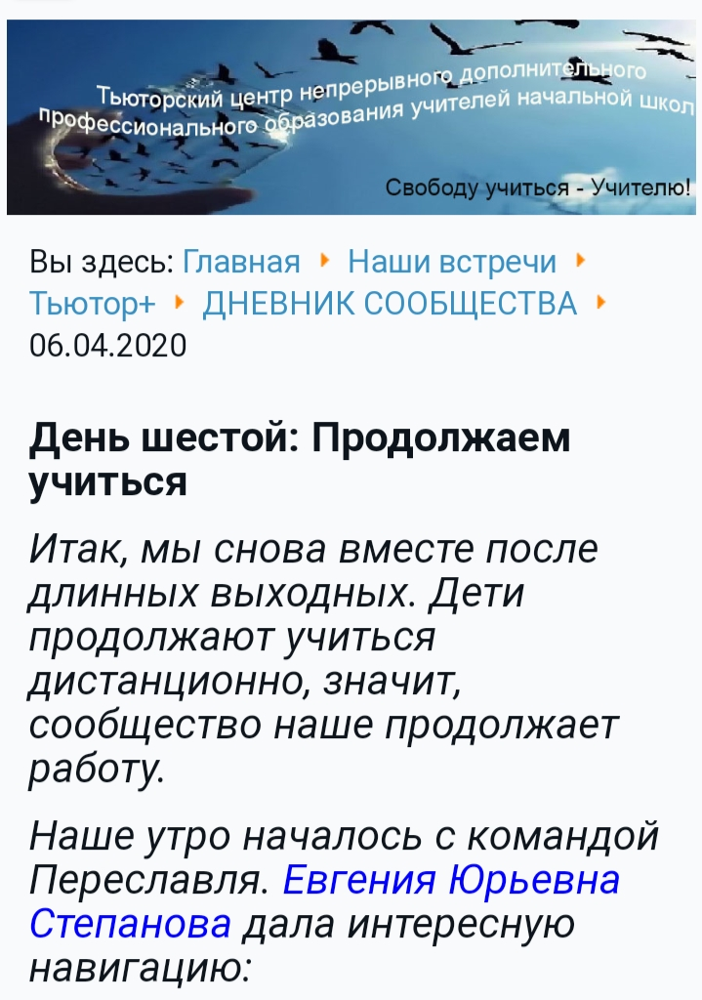 Тьюторский центр непрерывного дополнительного
профессионального образования учителей начальной школ
Свободу учиться - Учителю!
Вы здесь: Главная Наши встречи
Тьютор+ ДНЕВНИК СООБЩЕСТВА
06.04.2020
День шестой: Продолжаем
учиться
Итак, мы снова вместе после
длинных выходных. Дети
продолжают учиться
дистанционно, значит,
сообщество наше продолжает
работу.
Наше утро началось с командой
Переславля. Евгения Юрьевна
Степанова дала интересную
навигацию: